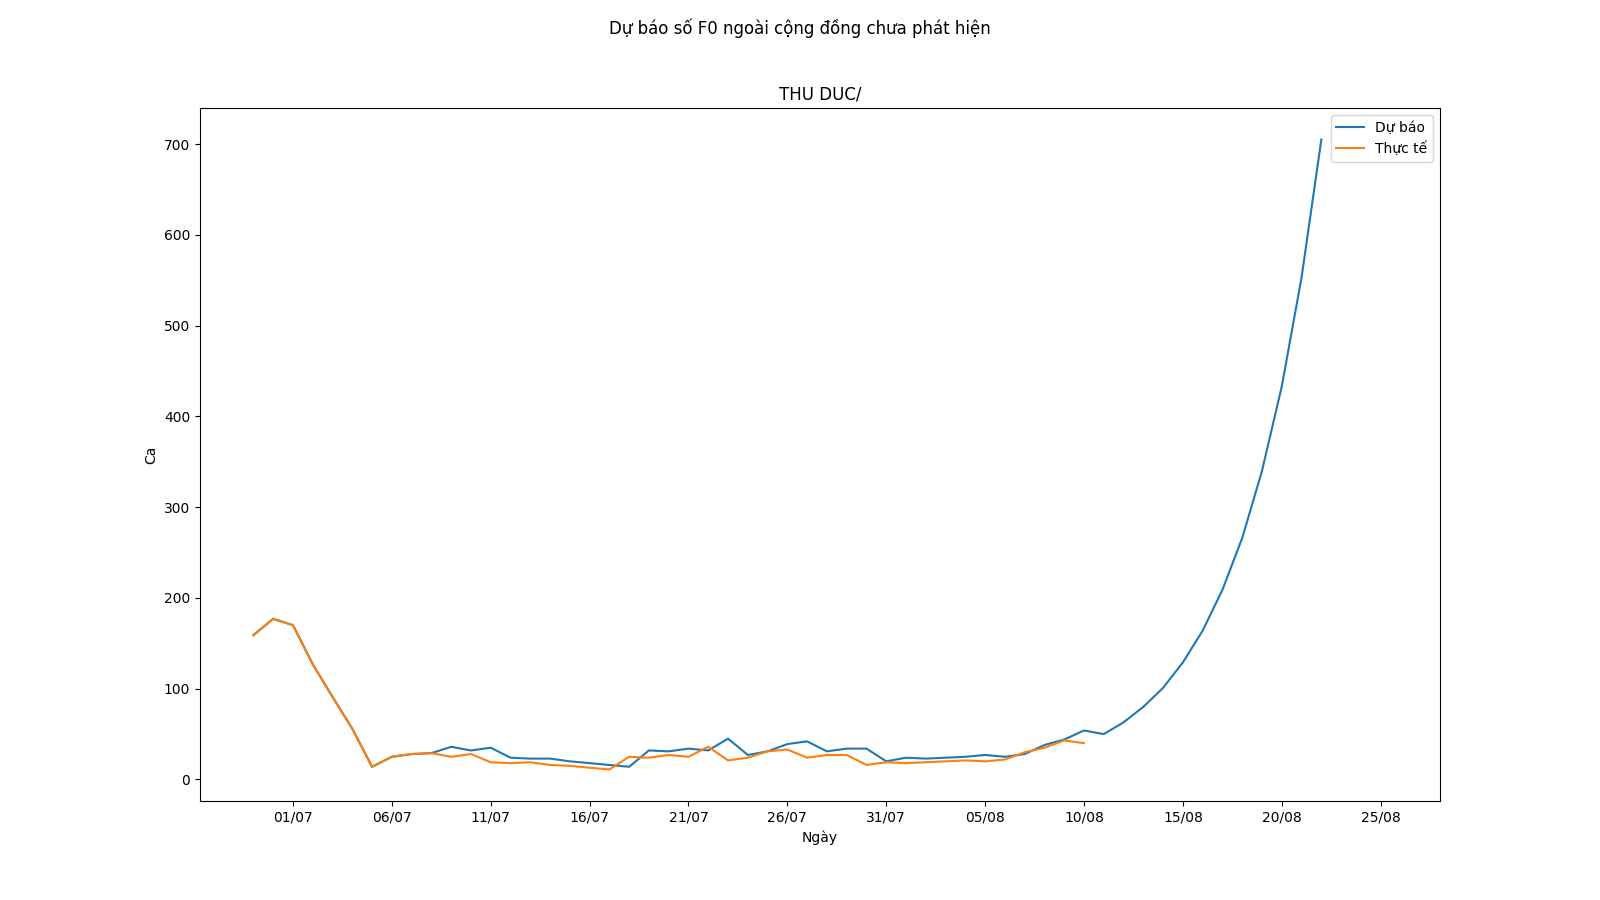 Dự báo số F0 ngoài cộng đồng chưa phát hiện
THU DUC/
Dự báo
Thực tế
700
600
500
400
300
200
100
0
Ca
01/07 06/07 11/07 16/07 21/07 26/07 31/07 05/08 10/08 15/08 20/08 25/08
Ngày